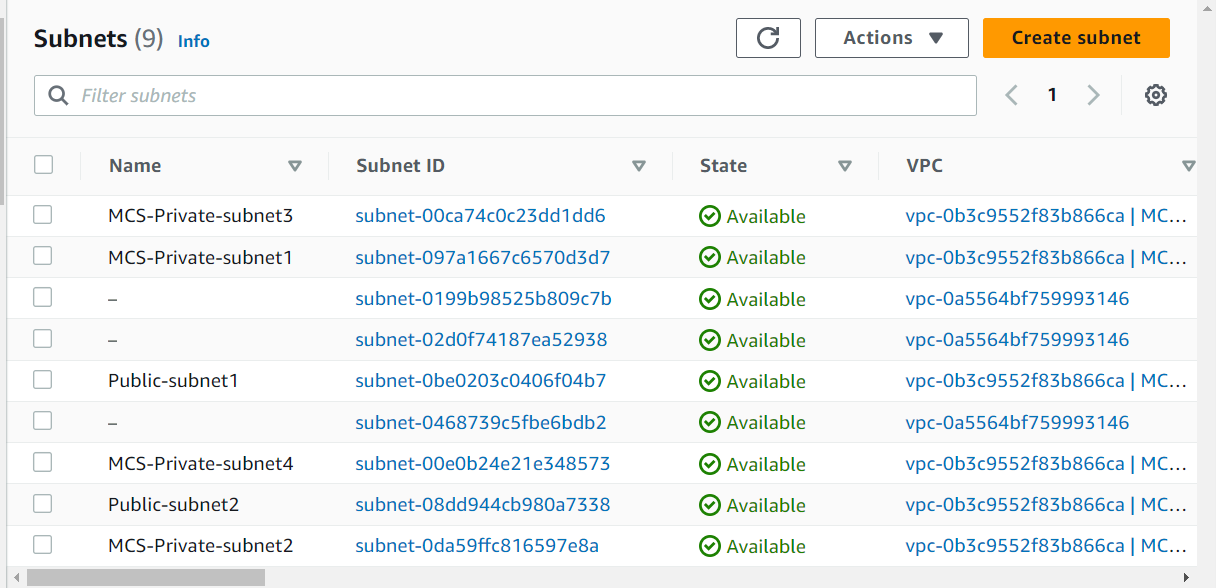 Subnets (9) Info Actions Create subnet
Filter subnets 1
Name Subnet ID State VPC
MCS-Private-subnet3 subnet-00ca74c0c23dd1dd6 Available vpc-0b3c9552f83b866ca | MC...
MCS-Private-subnet1 subnet-097a1667c6570d3d7 Available vpc-0b3c9552f83b866ca | MC...
– subnet-0199b98525b809c7b Available vpc-0a5564bf759993146
– subnet-02d0f74187ea52938 Available vpc-0a5564bf759993146
Public-subnet1 subnet-0be0203c0406f04b7 Available vpc-0b3c9552f83b866ca | MC...
– subnet-0468739c5fbe6bdb2 Available vpc-0a5564bf759993146
MCS-Private-subnet4 subnet-00e0b24e21e348573 Available vpc-0b3c9552f83b866ca | MC...
Public-subnet2 subnet-08dd944cb980a7338 Available vpc-0b3c9552f83b866ca | MC...
MCS-Private-subnet2 subnet-0da59ffc816597e8a Available vpc-0b3c9552f83b866ca | MC...